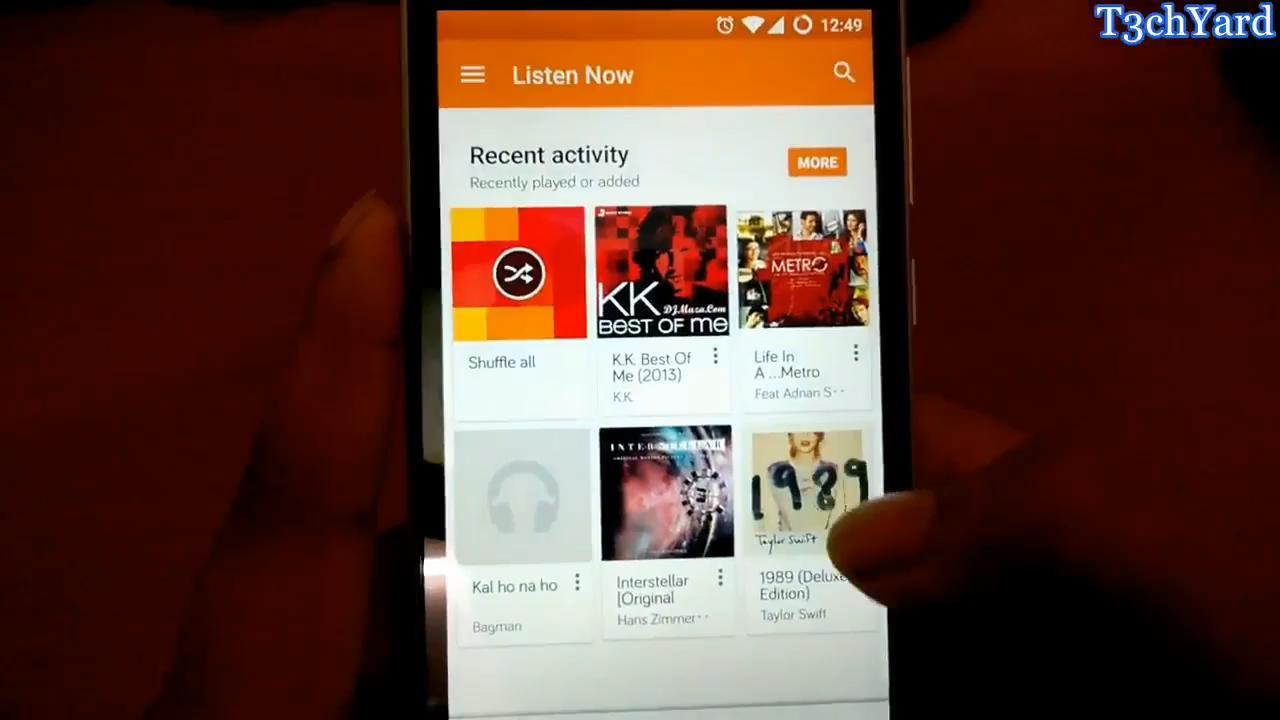 T3chYard
12:49
Listen Now
Recent activity
MORE
Recently played or added
KK
DJMaza.Com
BEST OF ME
METRO
Shuffle all
K.K. Best Of
Me (2013)
K.K.
Life In
A ...Metro
Feat Adnan S··
INTERSTELLAR
1989
Taylor Swift
Kal ho na ho
Bagman
Interstellar
[Original
Hans Zimmer··
1989 (Deluxe
Edition)
Taylor Swift